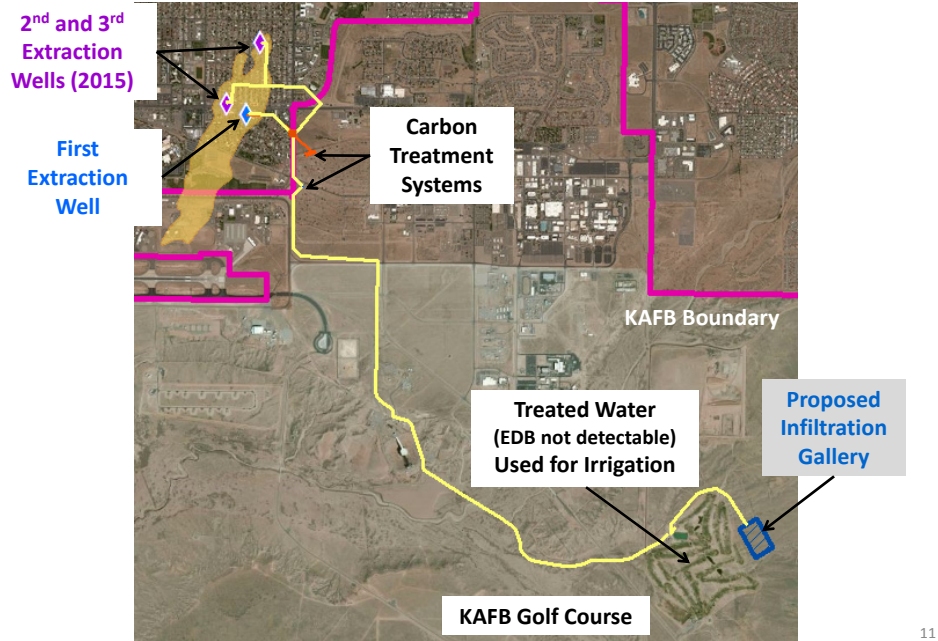 2nd and 3rd
Extraction
Wells (2015)
First
Extraction
Well
Carbon
Treatment
Systems
KAFB Boundary
Treated Water
(EDB not detectable)
Used for Irrigation
Proposed
Infiltration
Gallery
KAFB Golf Course
11